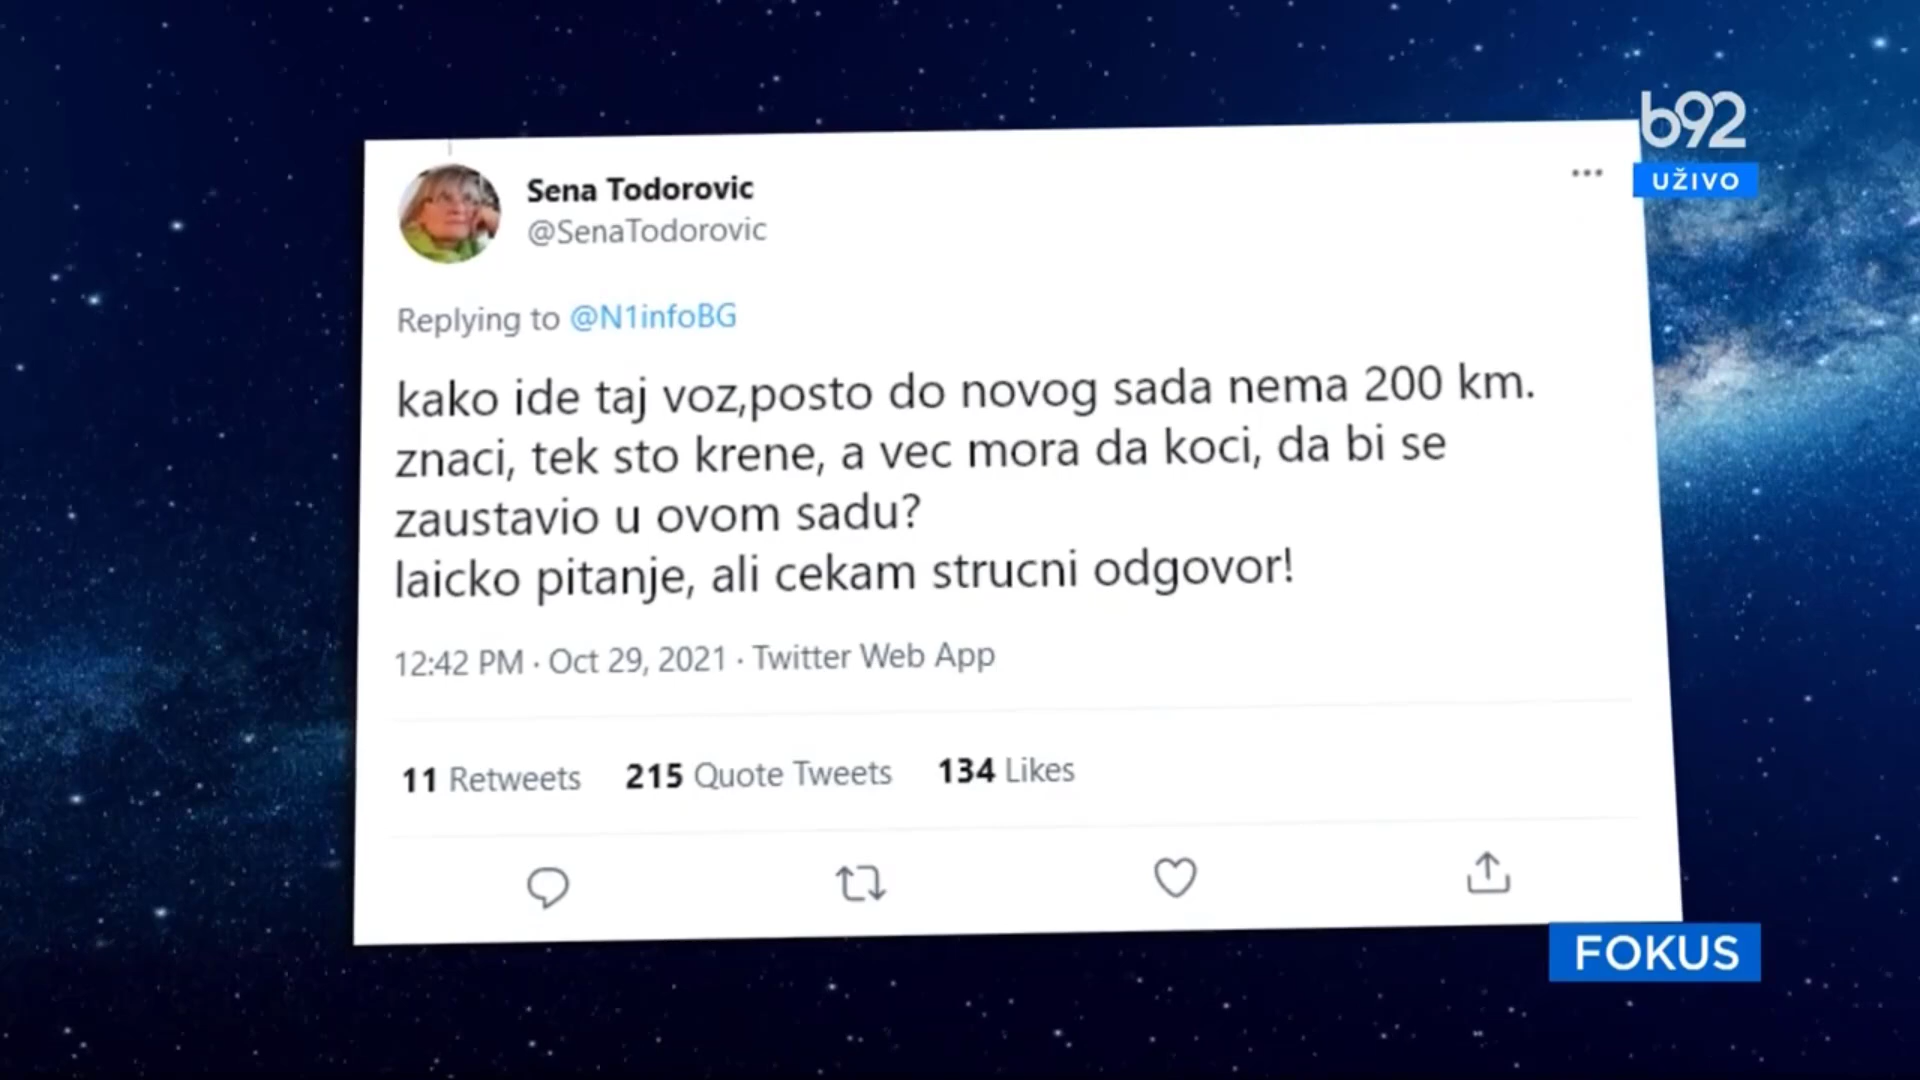 b92
UŽIVO
Sena Todorovic
@SenaTodorovic
Replying to @N1infoBG
kako ide taj voz,posto do novog sada nema 200 km.
znaci, tek sto krene, a vec mora da koci, da bi se
zaustavio u ovom sadu?
laicko pitanje, ali cekam strucni odgovor!
12:42 PM · Oct 29, 2021 · Twitter Web App
11 Retweets 215 Quote Tweets 134 Likes
FOKUS